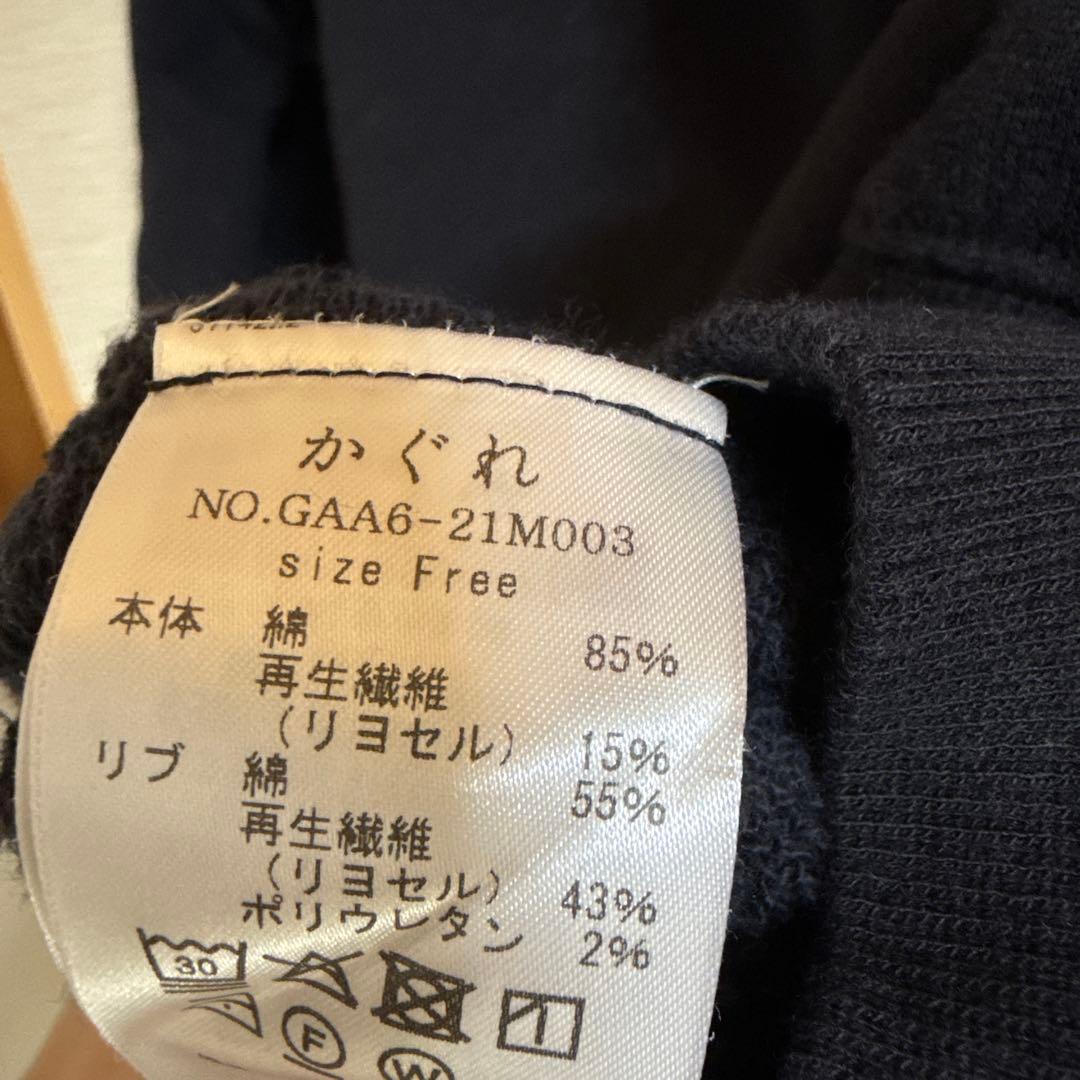 かぐれ
NO.GAA6-21M003
size Free
本体 綿 85%
再生繊維
(リヨセル) 15%
リブ 綿 55%
再生繊維
(リヨセル) 43%
ポリウレタン 2%
30
F
W